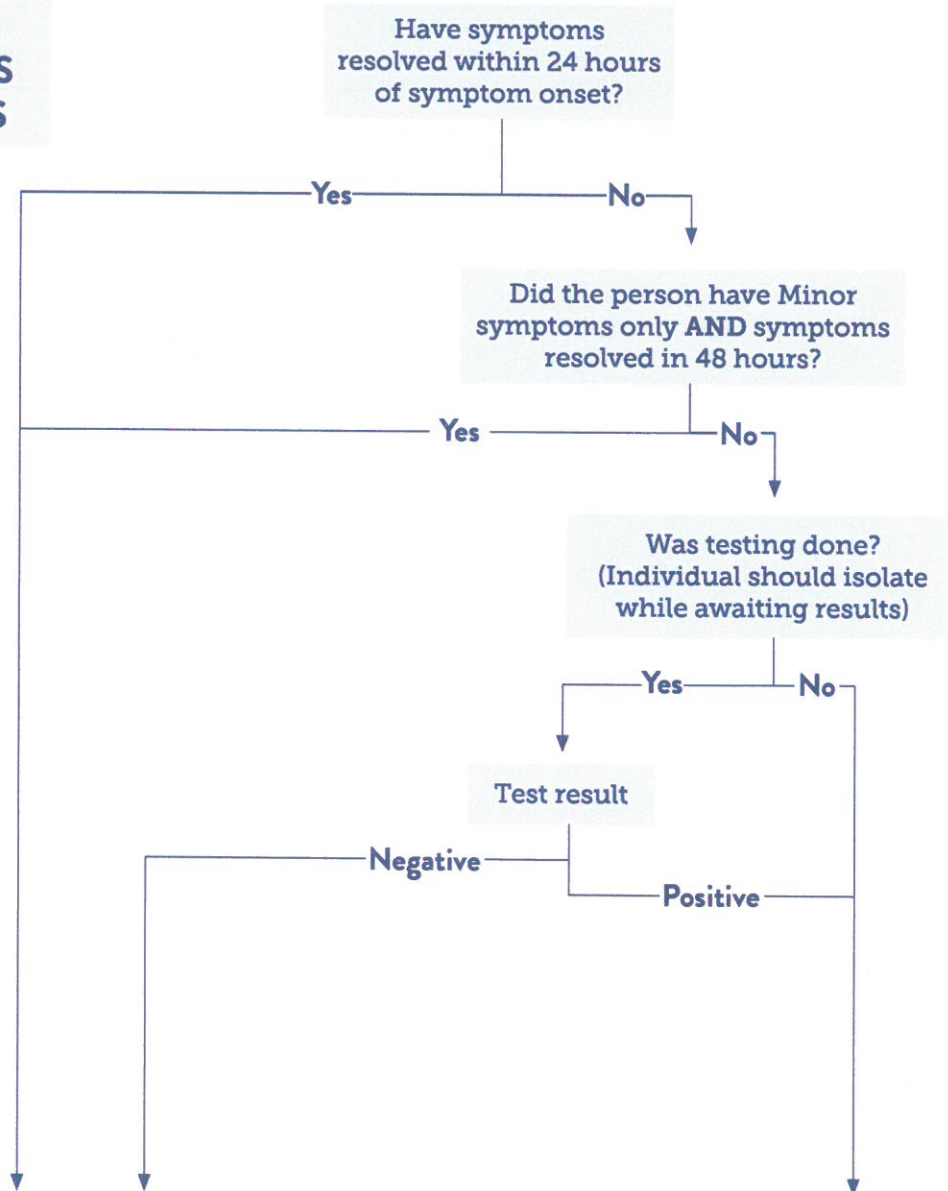 Have symptoms
resolved within 24 hours
of symptom onset?
Yes
No
Did the person have Minor
symptoms only AND symptoms
resolved in 48 hours?
Yes
No
Was testing done?
(Individual should isolate
while awaiting results)
Yes
No
Test result
Negative
Positive